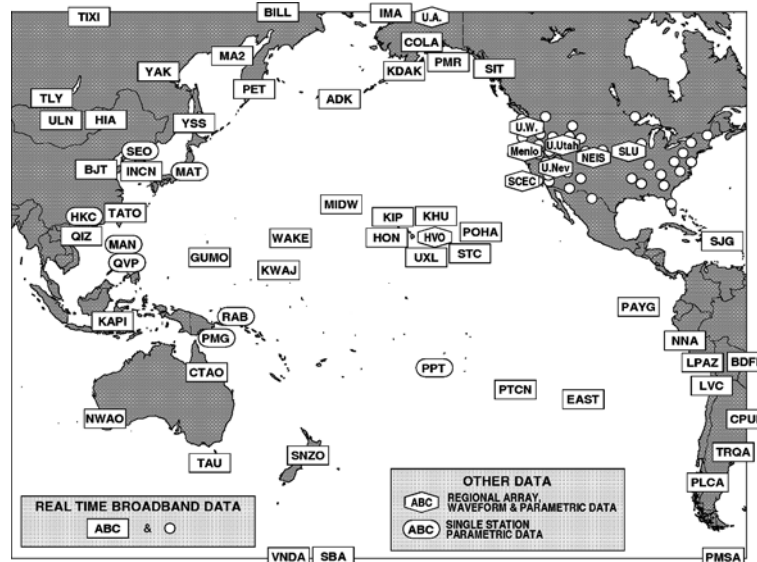 TIXI
BILL
IMA
U.A.
COLA
MA2
YAK
PMR
SIT
KDAK
PET
TLY
ADK
ULN
HIA
YSS
U.W.
SEO
Menlo
U.Utah
SLU
NEIS
BJT
INCN
MAT
U.Nev
SCEC
MIDW
HKC
TATO
KIP
KHU
QIZ
MAN
WAKE
HON
HVO
POHA
SJG
GUMO
UXL
STC
QVP
KWAJ
PAYG
KAPI
RAB
PMG
NNA
CTAO
PPT
LPAZ
BDF
PTCN
LVC
EAST
NWAO
CPU
TAU
SNZO
TRQA
PLCA
REAL TIME BROADBAND DATA
ABC &
OTHER DATA
ABC REGIONAL ARRAY,
WAVEFORM & PARAMETRIC DATA
ABC SINGLE STATION
PARAMETRIC DATA
VNDA
SBA
PMSA